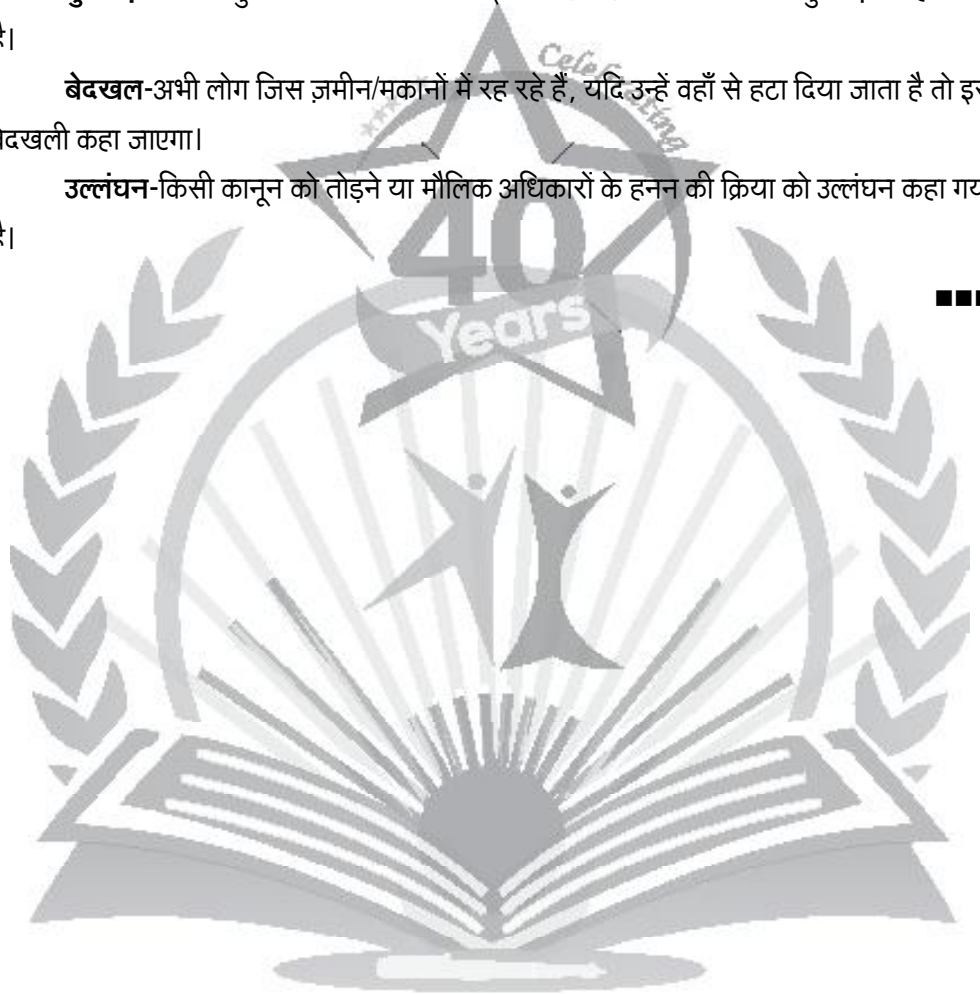 है।
बेदखल-अभी लोग जिस ज़मीन/मकानों में रह रहे हैं, यदि उन्हें वहाँ से हटा दिया जाता है तो
बेदखली कहा जाएगा।
उल्लंघन-किसी कानून को तोड़ने या मौलिक अधिकारों के हनन की क्रिया को उल्लंघन कहा
है।
Celebrating
40
Years